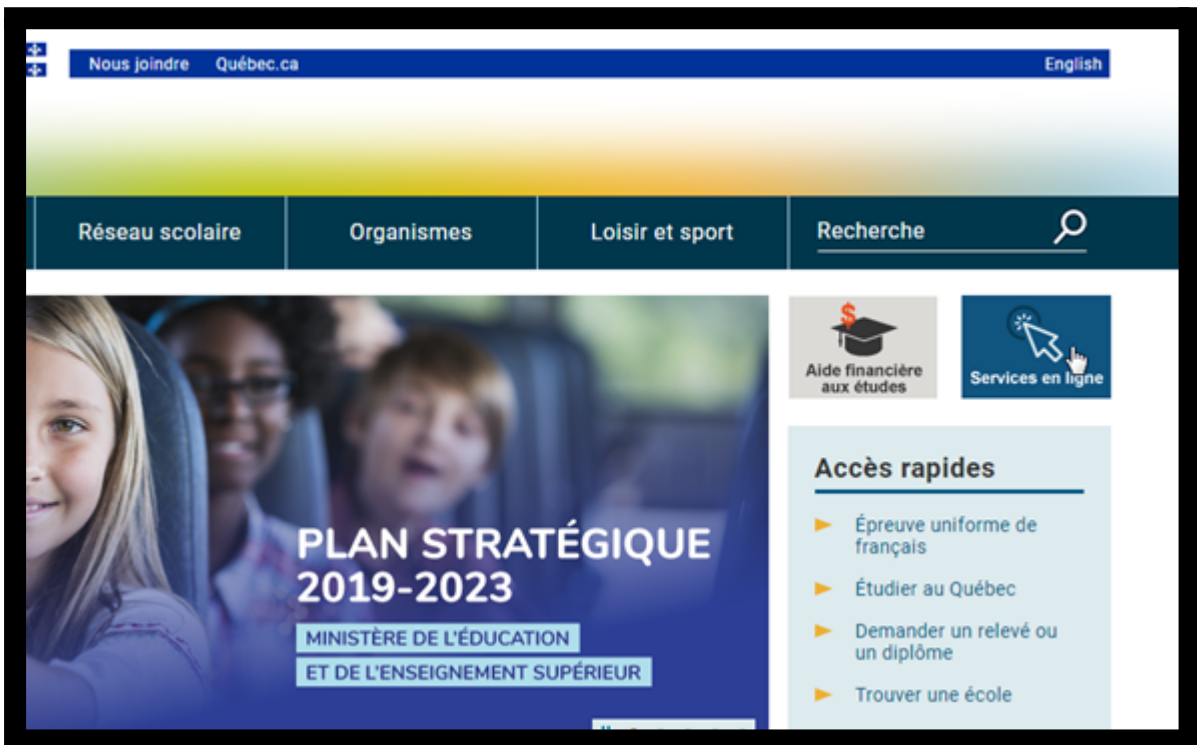 Nous joindre Québec.ca English
Réseau scolaire Organismes Loisir et sport Recherche
$
Aide financière
aux études
Services en ligne
PLAN STRATÉGIQUE
2019-2023
MINISTÈRE DE L'ÉDUCATION
ET DE L'ENSEIGNEMENT SUPÉRIEUR
Accès rapides
Épreuve uniforme de
français
Étudier au Québec
Demander un relevé ou
un diplôme
Trouver une école